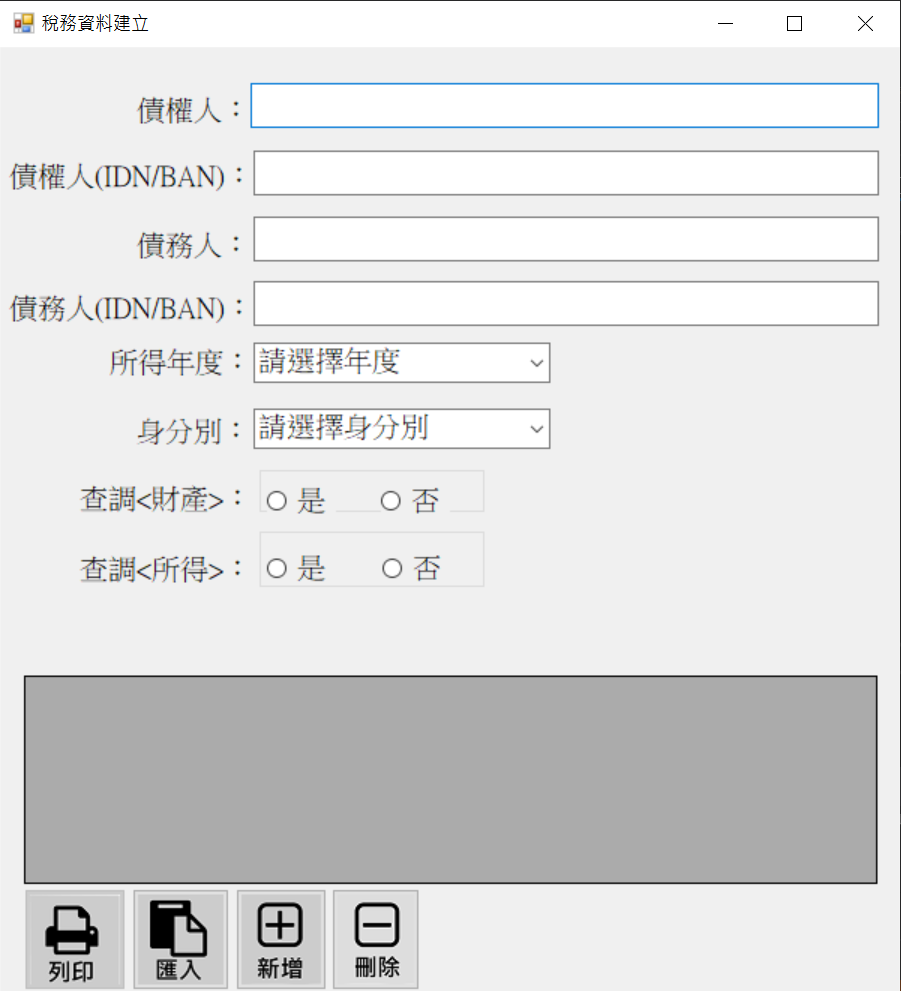 稅務資料建立
債權人：
債權人(IDN/BAN)：
債務人：
債務人(IDN/BAN)：
所得年度：請選擇年度
身分別：請選擇身分別
查調<財產>：是 否
查調<所得>：是 否
列印 匯入 新增 刪除